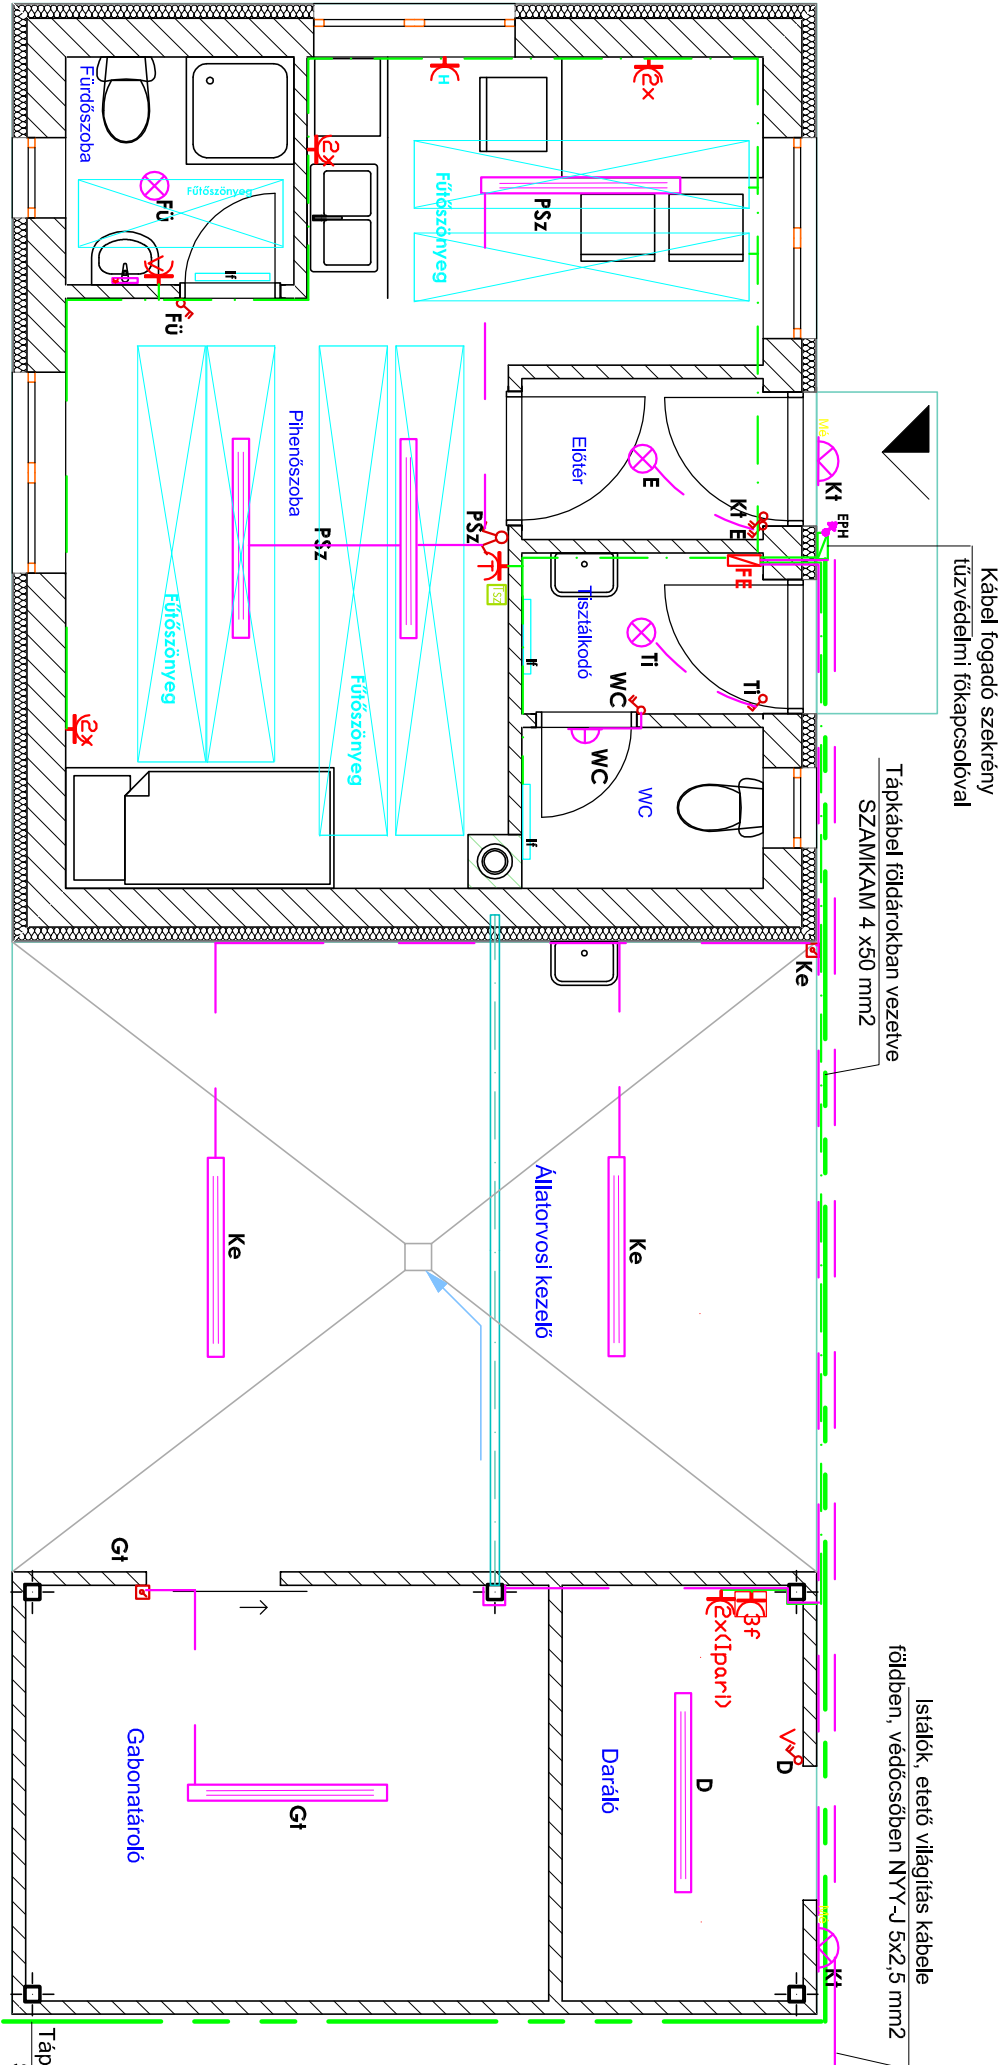 Kábel fogadó szekrény
tűzvédelmi főkapcsolóval
Tápkábel földárokban vezetve
SZAMKAM 4 x50 mm2
Istálók, etető világítás kábele
földben, védőcsőben NYY-J 5x2,5 mm2
Táp
Fürdőszoba
Fűtőszőnyeg
Fü
V
Fü
If
2x
H
2x
Fűtőszőnyeg
PSz
Előtér
E
Kt
E
Kt
EPH
FE
PSz
T
TSZ
Pihenőszoba
PSz
Fűtőszőnyeg
Fűtőszőnyeg
2x
Tisztálkodó
Ti
Ti
If
WC
WC
WC
If
Ke
Ke
Ke
Állatorvosi kezelő
Gt
Gt
Gabonatároló
3f
2x(Ipari)
V
D
D
Daráló
Kt